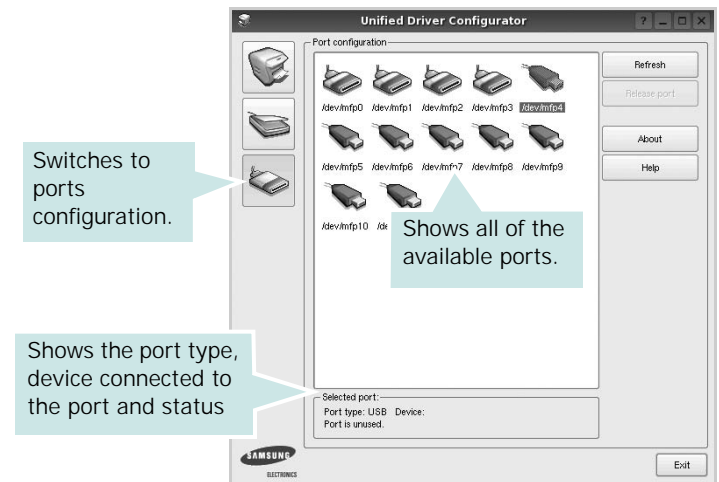 Unified Driver Configurator
Port configuration
/dev/mfp0 /dev/mfp1 /dev/mfp2 /dev/mfp3 /dev/mfp4
/dev/mfp5 /dev/mfp6 /dev/mfp7 /dev/mfp8 /dev/mfp9
/dev/mfp10
Refresh
Release port
About
Help
Switches to
ports
configuration.
Shows all of the
available ports.
Shows the port type,
device connected to
the port and status
Selected port:
Port type: USB Device:
Port is unused.
SAMSUNG
ELECTRONICS
Exit